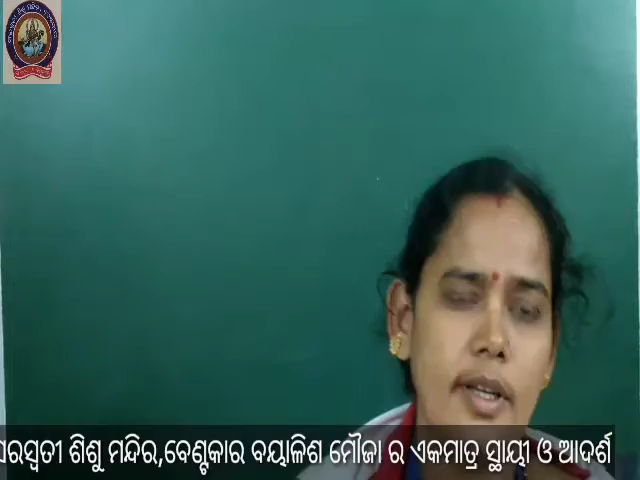 ସରସ୍ୱତୀ ଶିଶୁ ମନ୍ଦିର,ବେଣ୍ଟକାର ବୟାଳିଶ ମୌଜା ର ଏକମାତ୍ର ସ୍ଥାୟୀ ଓ ଆଦର୍ଶ